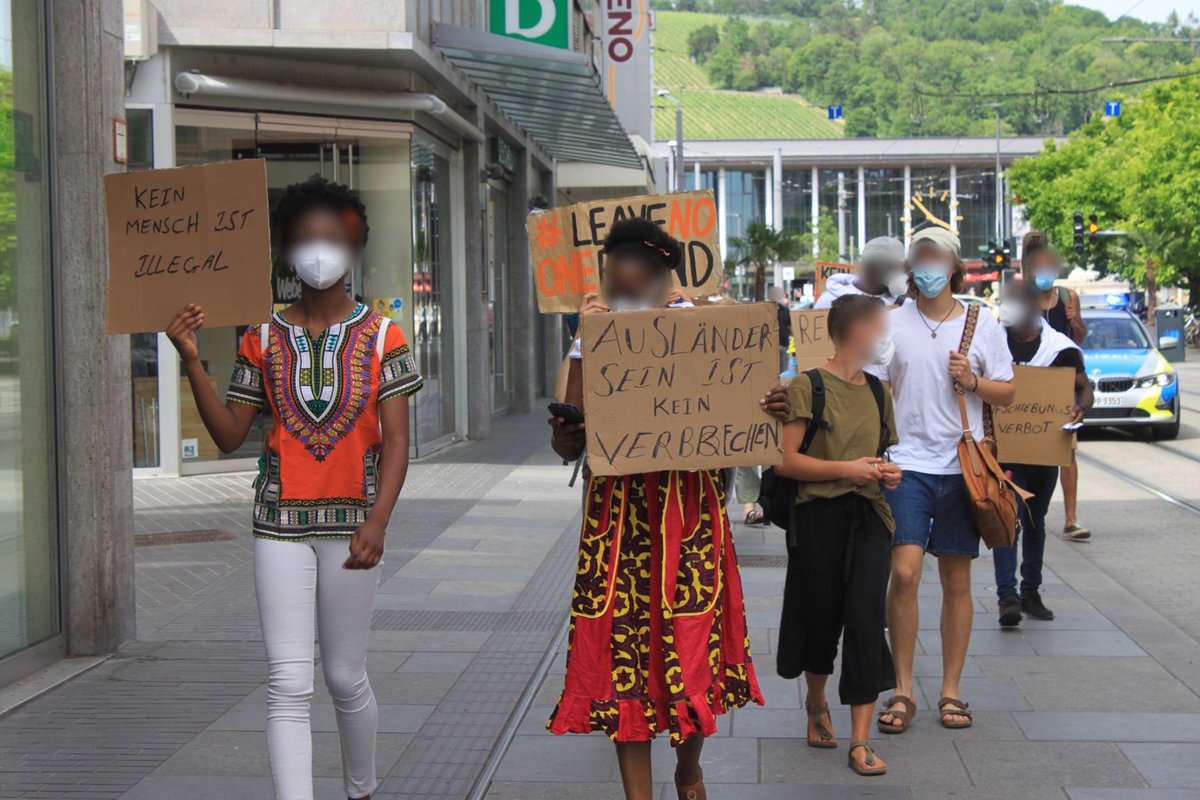 KEIN
MENSCH IST
ILLEGAL
#LEAVE NO
ONE
AUSLÄNDER
SEIN IST
KEIN
VERBRECHEN
VERBOT
D
ENO
T
T